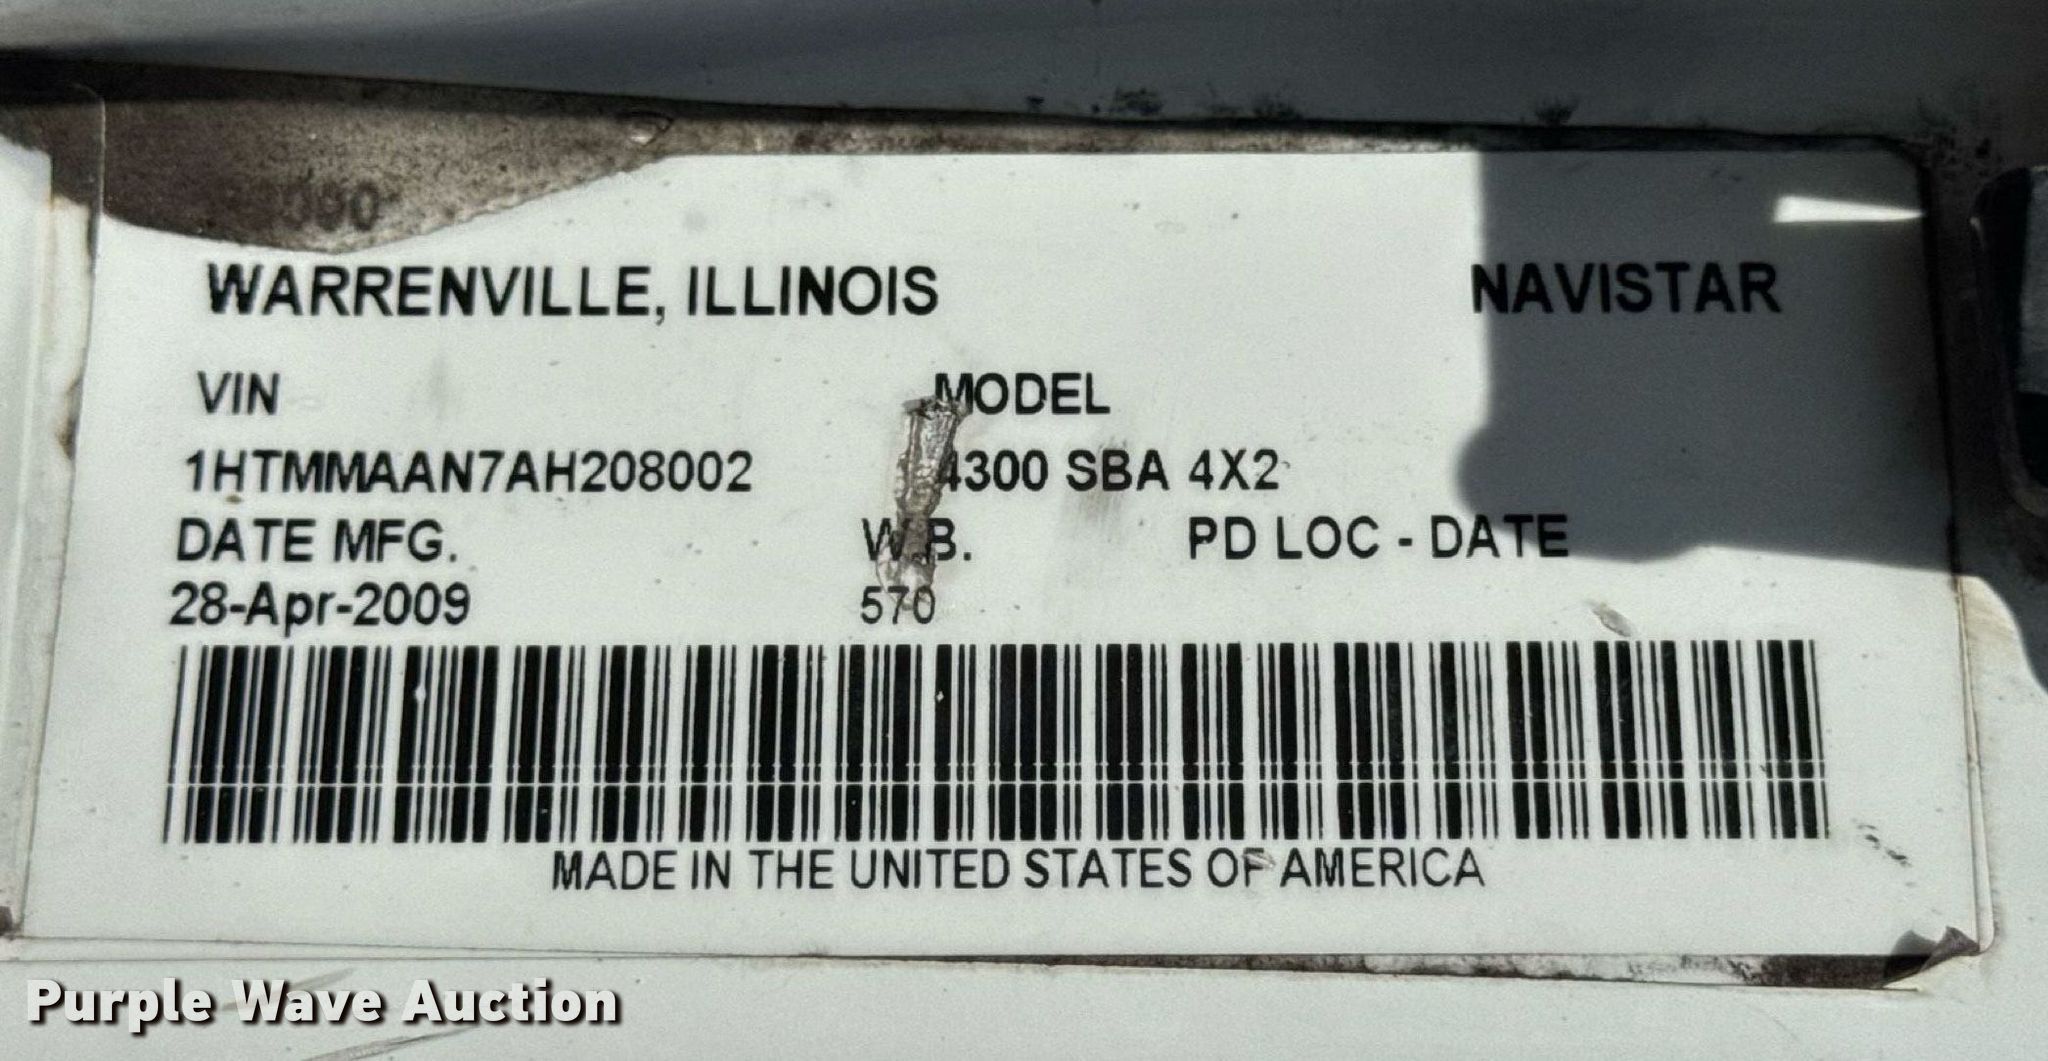 WARRENVILLE, ILLINOIS NAVISTAR
VIN MODEL
1HTMMAAN7AH208002 4300 SBA 4X2
DATE MFG. W.B. PD LOC - DATE
28-Apr-2009 570
MADE IN THE UNITED STATES OF AMERICA
Purple Wave Auction